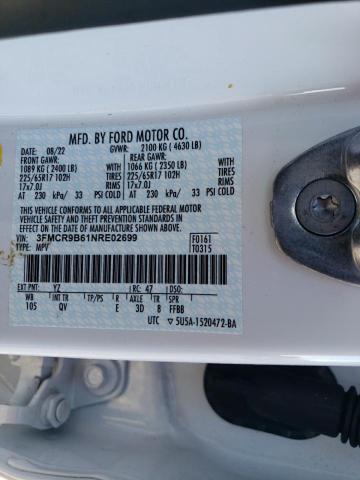 MFD. BY FORD MOTOR CO.
DATE: 08/22 GVWR: 2100 KG ( 4630 LB)
FRONT GAWR: REAR GAWR:
1089 KG ( 2400 LB) 1066 KG ( 2350 LB)
225/65R17 102H TIRES 225/65R17 102H
17x7.0J RIMS 17x7.0J
AT 230 kPa/ 33 PSI COLD AT 230 kPa/ 33 PSI COLD
THIS VEHICLE CONFORMS TO ALL APPLICABLE FEDERAL MOTOR VEHICLE
SAFETY, BUMPER, AND THEFT PREVENTION STANDARDS IN EFFECT ON THE DATE OF MANUFACTURE SHOWN ABOVE.
VIN: 3FMCR9B61NRE02699 F0161
TYPE: MPV T0315
EXT PNT: YZ RC: 47 DSO:
WB INT TR TP/PS R AXLE TR SPR
105 QV E 3D 8 FFBB
UTC 5U5A-1520472-BA